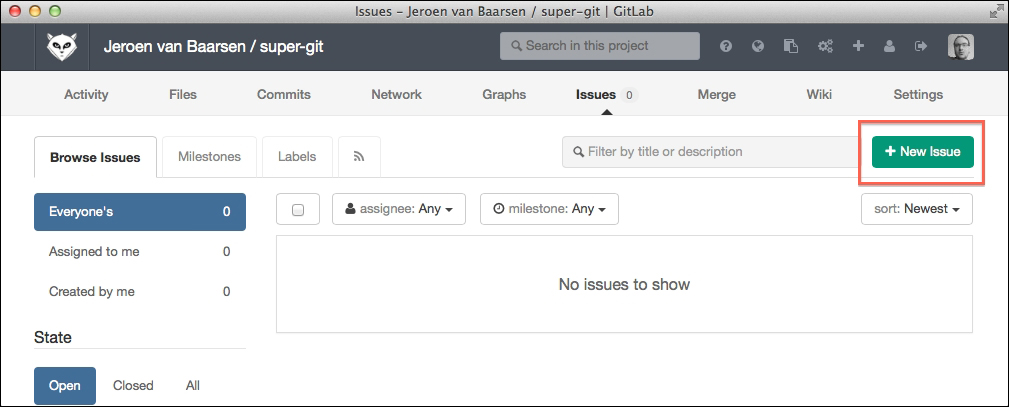 Issues – Jeroen van Baarsen / super-git | GitLab
Jeroen van Baarsen / super-git
Search in this project
Activity Files Commits Network Graphs Issues 0 Merge Wiki Settings
Browse Issues Milestones Labels
Filter by title or description
+ New Issue
Everyone's 0
assignee: Any
milestone: Any
sort: Newest
Assigned to me 0
Created by me 0
No issues to show
State
Open Closed All